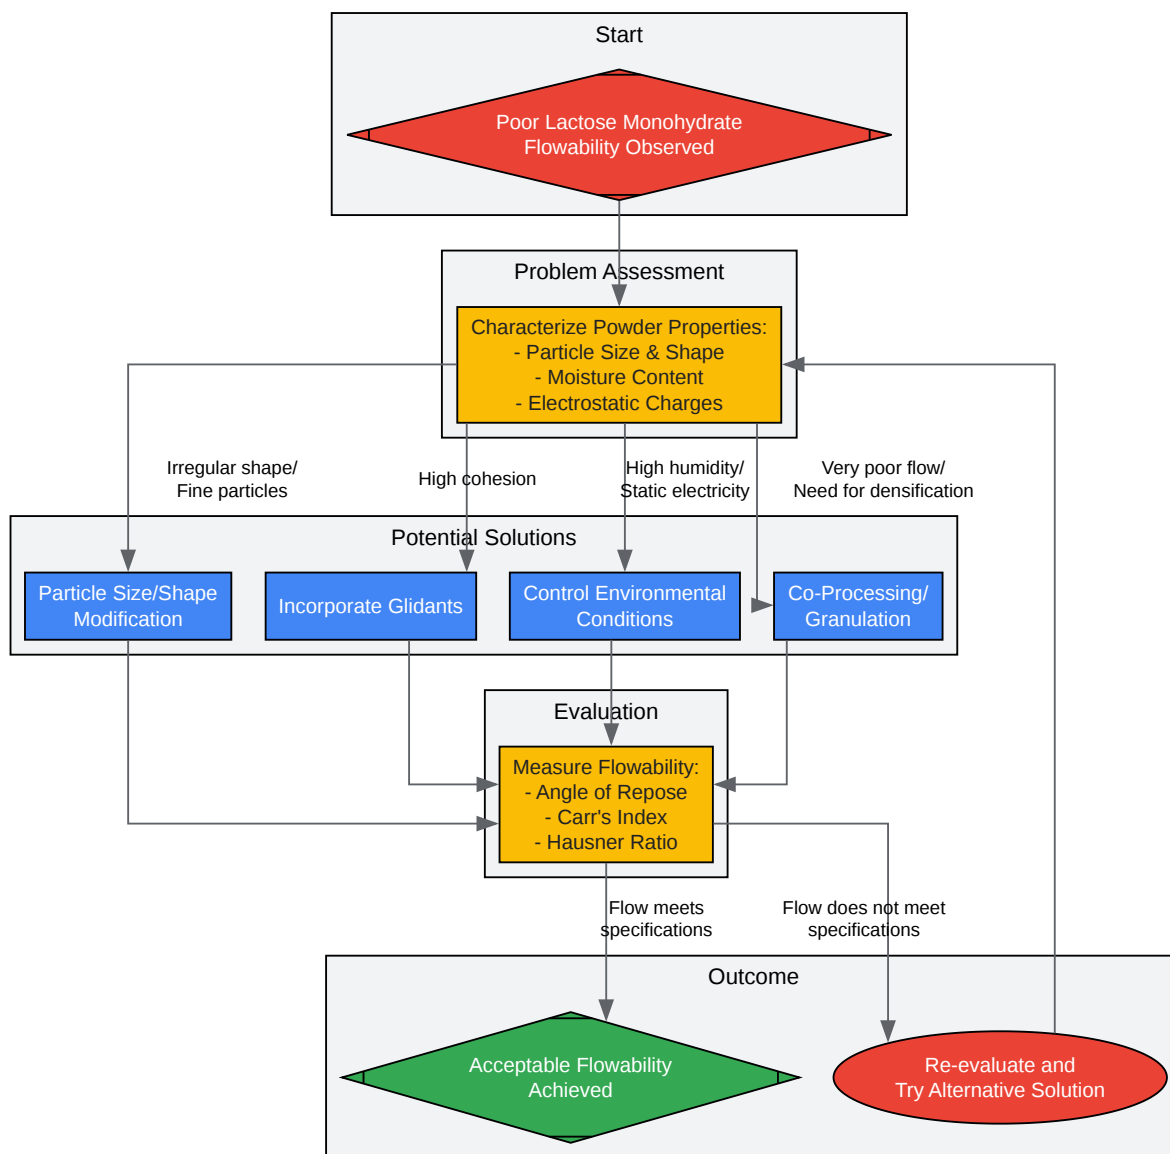 Start
Poor Lactose Monohydrate
Flowability Observed
Problem Assessment
Characterize Powder Properties:
- Particle Size & Shape
- Moisture Content
- Electrostatic Charges
Irregular shape/
Fine particles
High cohesion
High humidity/
Static electricity
Very poor flow/
Need for densification
Potential Solutions
Particle Size/Shape
Modification
Incorporate Glidants
Control Environmental
Conditions
Co-Processing/
Granulation
Evaluation
Measure Flowability:
- Angle of Repose
- Carr's Index
- Hausner Ratio
Flow meets
specifications
Flow does not meet
specifications
Outcome
Acceptable Flowability
Achieved
Re-evaluate and
Try Alternative Solution